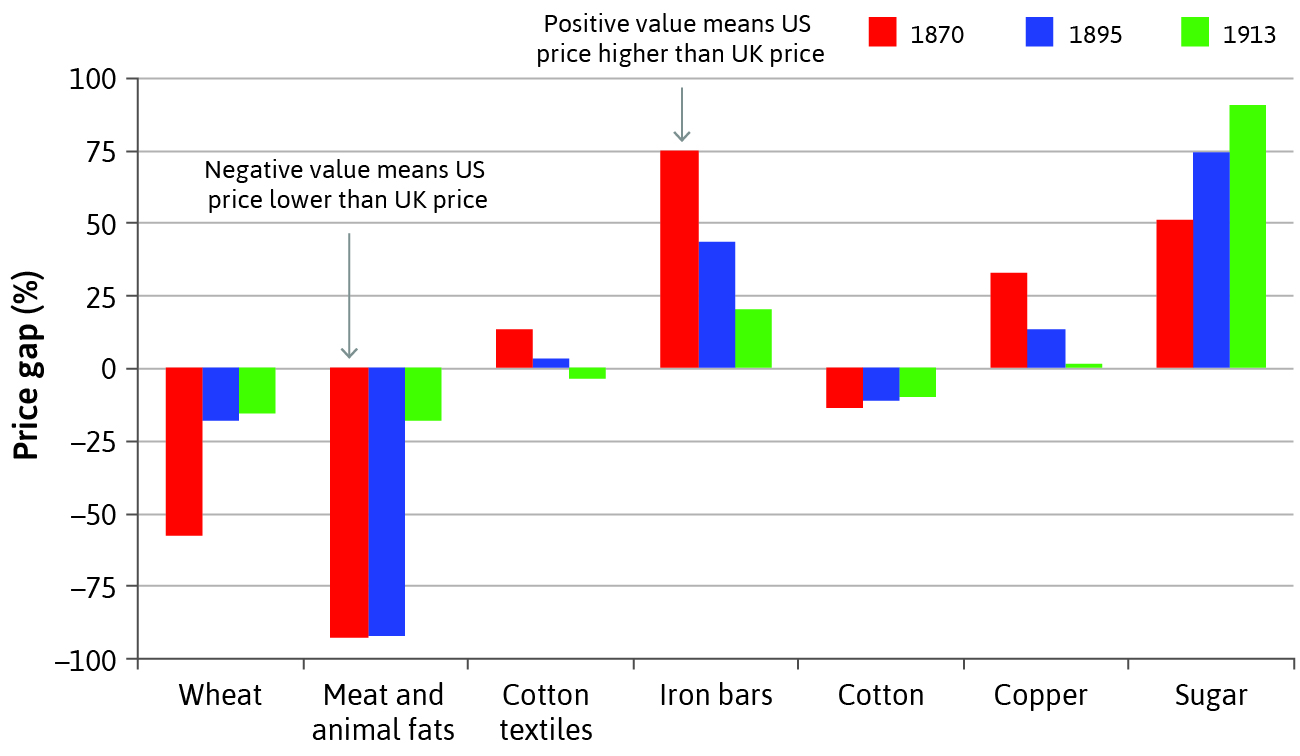 Positive value means US
price higher than UK price
1870
1895
1913
Negative value means US
price lower than UK price
Price gap (%)
100
75
50
25
0
–25
–50
–75
–100
Wheat
Meat and
animal fats
Cotton
textiles
Iron bars
Cotton
Copper
Sugar